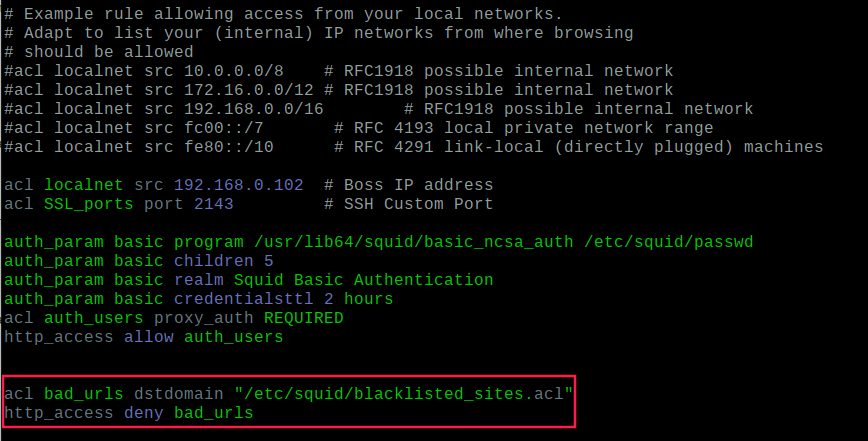 # Example rule allowing access from your local networks.
# Adapt to list your (internal) IP networks from where browsing
# should be allowed
#acl localnet src 10.0.0.0/8    # RFC1918 possible internal network
#acl localnet src 172.16.0.0/12 # RFC1918 possible internal network
#acl localnet src 192.168.0.0/16        # RFC1918 possible internal network
#acl localnet src fc00::/7       # RFC 4193 local private network range
#acl localnet src fe80::/10      # RFC 4291 link-local (directly plugged) machines
acl localnet src 192.168.0.102  # Boss IP address
acl SSL_ports port 2143         # SSH Custom Port
auth_param basic program /usr/lib64/squid/basic_ncsa_auth /etc/squid/passwd
auth_param basic children 5
auth_param basic realm Squid Basic Authentication
auth_param basic credentialsttl 2 hours
acl auth_users proxy_auth REQUIRED
http_access allow auth_users
acl bad_urls dstdomain "/etc/squid/blacklisted_sites.acl"
http_access deny bad_urls